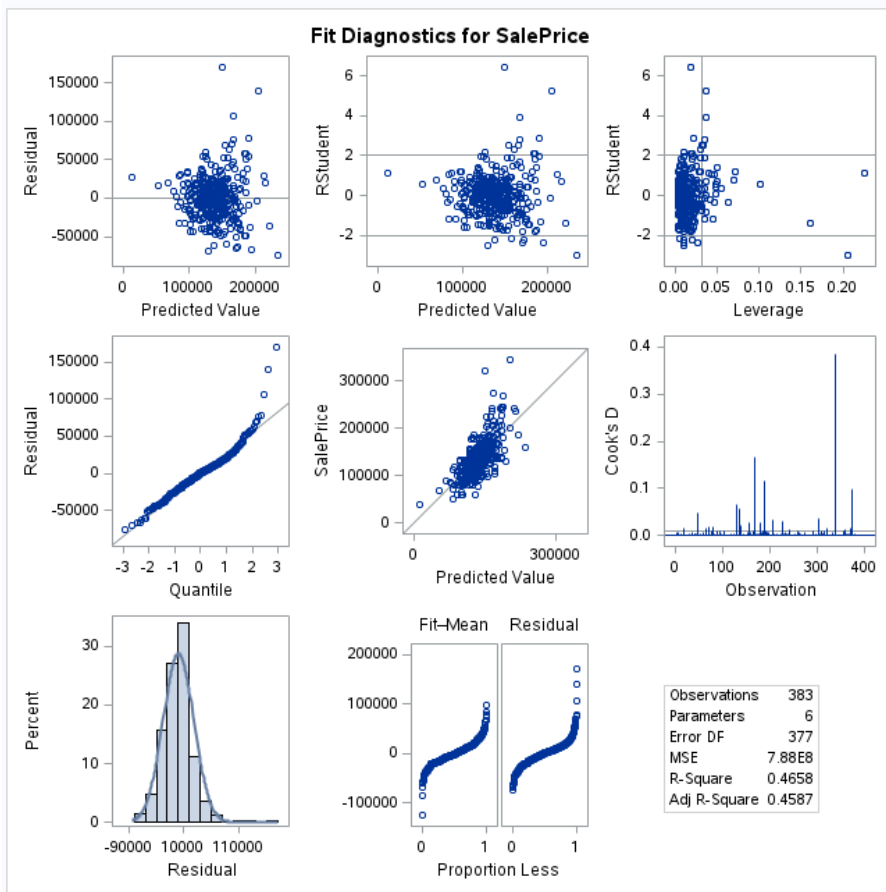 Fit Diagnostics for SalePrice
Residual
150000
100000
50000
0
-50000
0 100000 200000
Predicted Value
RStudent
6
4
2
0
-2
100000 200000
Predicted Value
RStudent
6
4
2
0
-2
0.00 0.05 0.10 0.15 0.20
Leverage
Residual
150000
100000
50000
0
-50000
-3 -2 -1 0 1 2 3
Quantile
SalePrice
300000
200000
100000
0
0 300000
Predicted Value
Cook's D
0.4
0.3
0.2
0.1
0.0
0 100 200 300 400
Observation
Percent
30
20
10
0
-90000 10000 110000
Residual
Fit–Mean Residual
200000
100000
0
-100000
0 1 0 1
Proportion Less
Observations 383
Parameters 6
Error DF 377
MSE 7.88E8
R-Square 0.4658
Adj R-Square 0.4587